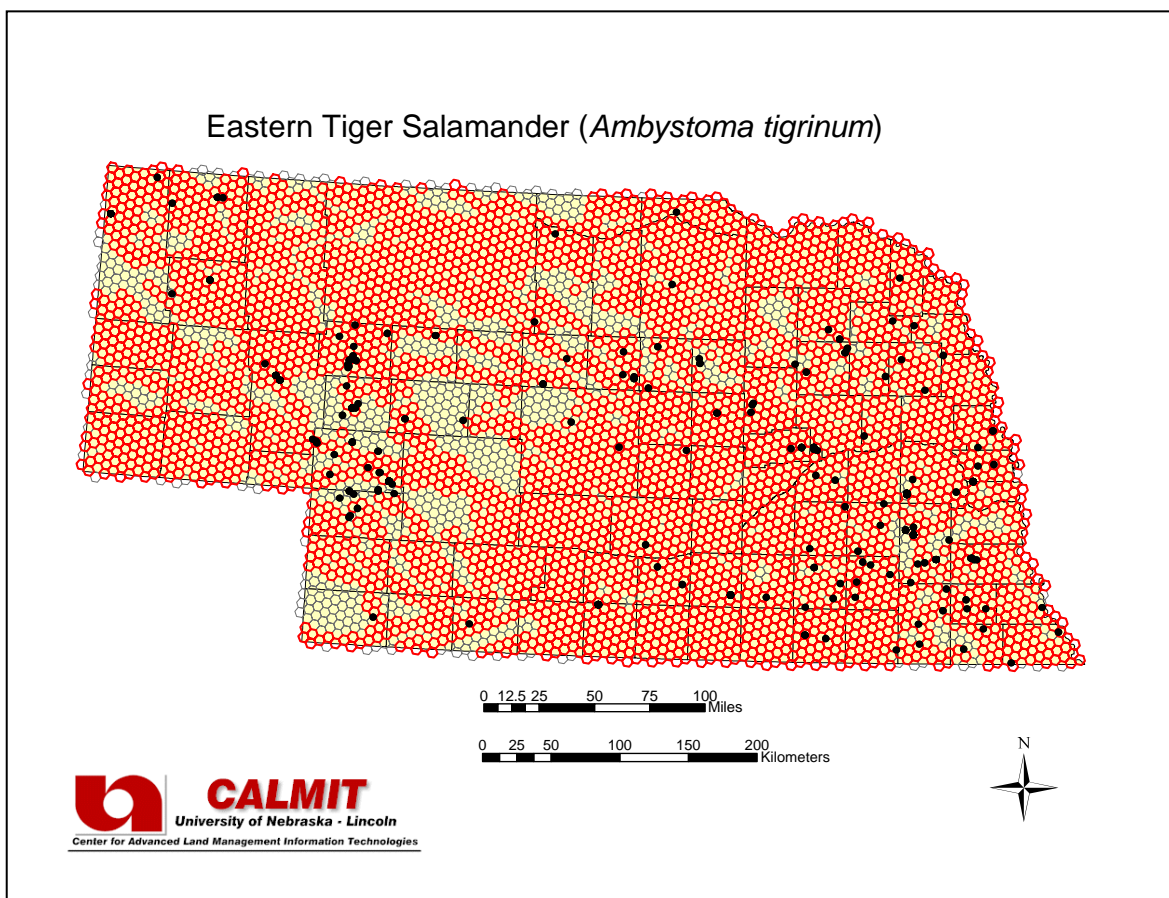 Eastern Tiger Salamander (Ambystoma tigrinum)
0 12.5 25 50 75 100
Miles
0 25 50 100 150 200
Kilometers
N
CALMIT
University of Nebraska - Lincoln
Center for Advanced Land Management Information Technologies